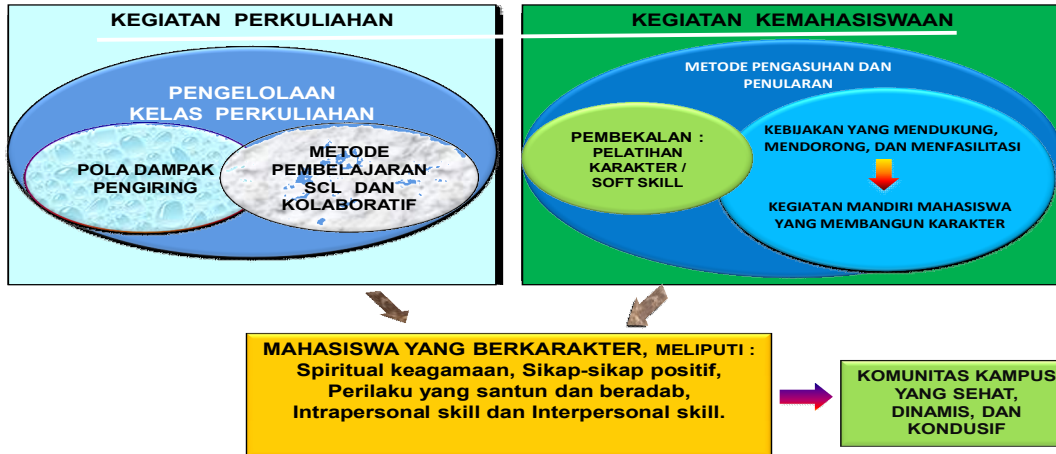 KEGIATAN PERKULIAHAN
PENGELOLAAN
KELAS PERKULIAHAN
POLA DAMPAK
PENGIRING
METODE
PEMBELAJARAN
SCL DAN
KOLABORATIF
KEGIATAN KEMAHASISWAAN
METODE PENGASUHAN DAN
PENULARAN
PEMBEKALAN :
PELATIHAN
KARAKTER /
SOFT SKILL
KEBIJAKAN YANG MENDUKUNG,
MENDORONG, DAN MENFASILITASI
KEGIATAN MANDIRI MAHASISWA
YANG MEMBANGUN KARAKTER
MAHASISWA YANG BERKARAKTER, MELIPUTI :
Spiritual keagamaan, Sikap-sikap positif,
Perilaku yang santun dan beradab,
Intrapersonal skill dan Interpersonal skill.
KOMUNITAS KAMPUS
YANG SEHAT,
DINAMIS, DAN
KONDUSIF